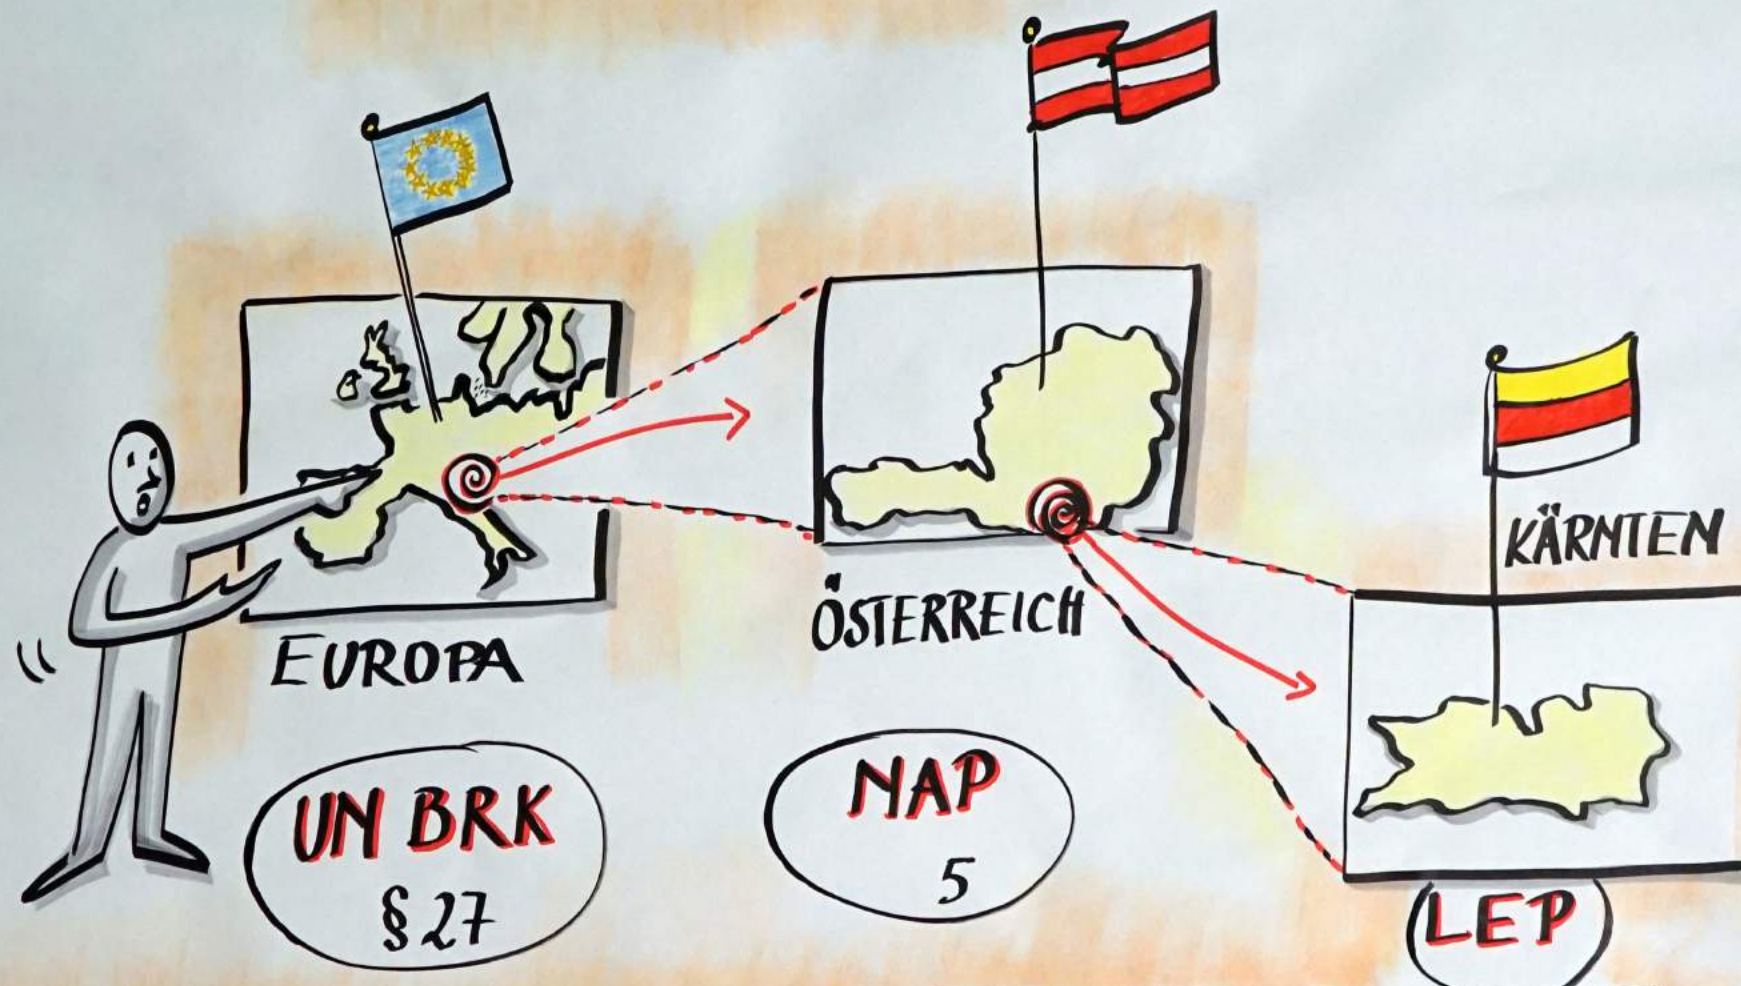 EUROPA
UN BRK
§ 27
ÖSTERREICH
NAP
5
KÄRNTEN
LEP